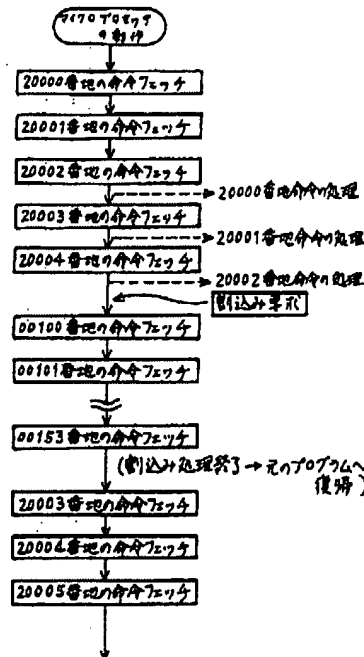 マイクロプロセッサ
の動作
20000番地の命令フェッチ
20001番地の命令フェッチ
20002番地の命令フェッチ
20000番地命令の処理
20003番地の命令フェッチ
20001番地命令の処理
20004番地の命令フェッチ
20002番地命令の処理
割込み要求
00100番地の命令フェッチ
00101番地の命令フェッチ
00153番地の命令フェッチ
(割込み処理終了→元のプログラムへ
復帰)
20003番地の命令フェッチ
20004番地の命令フェッチ
20005番地の命令フェッチ